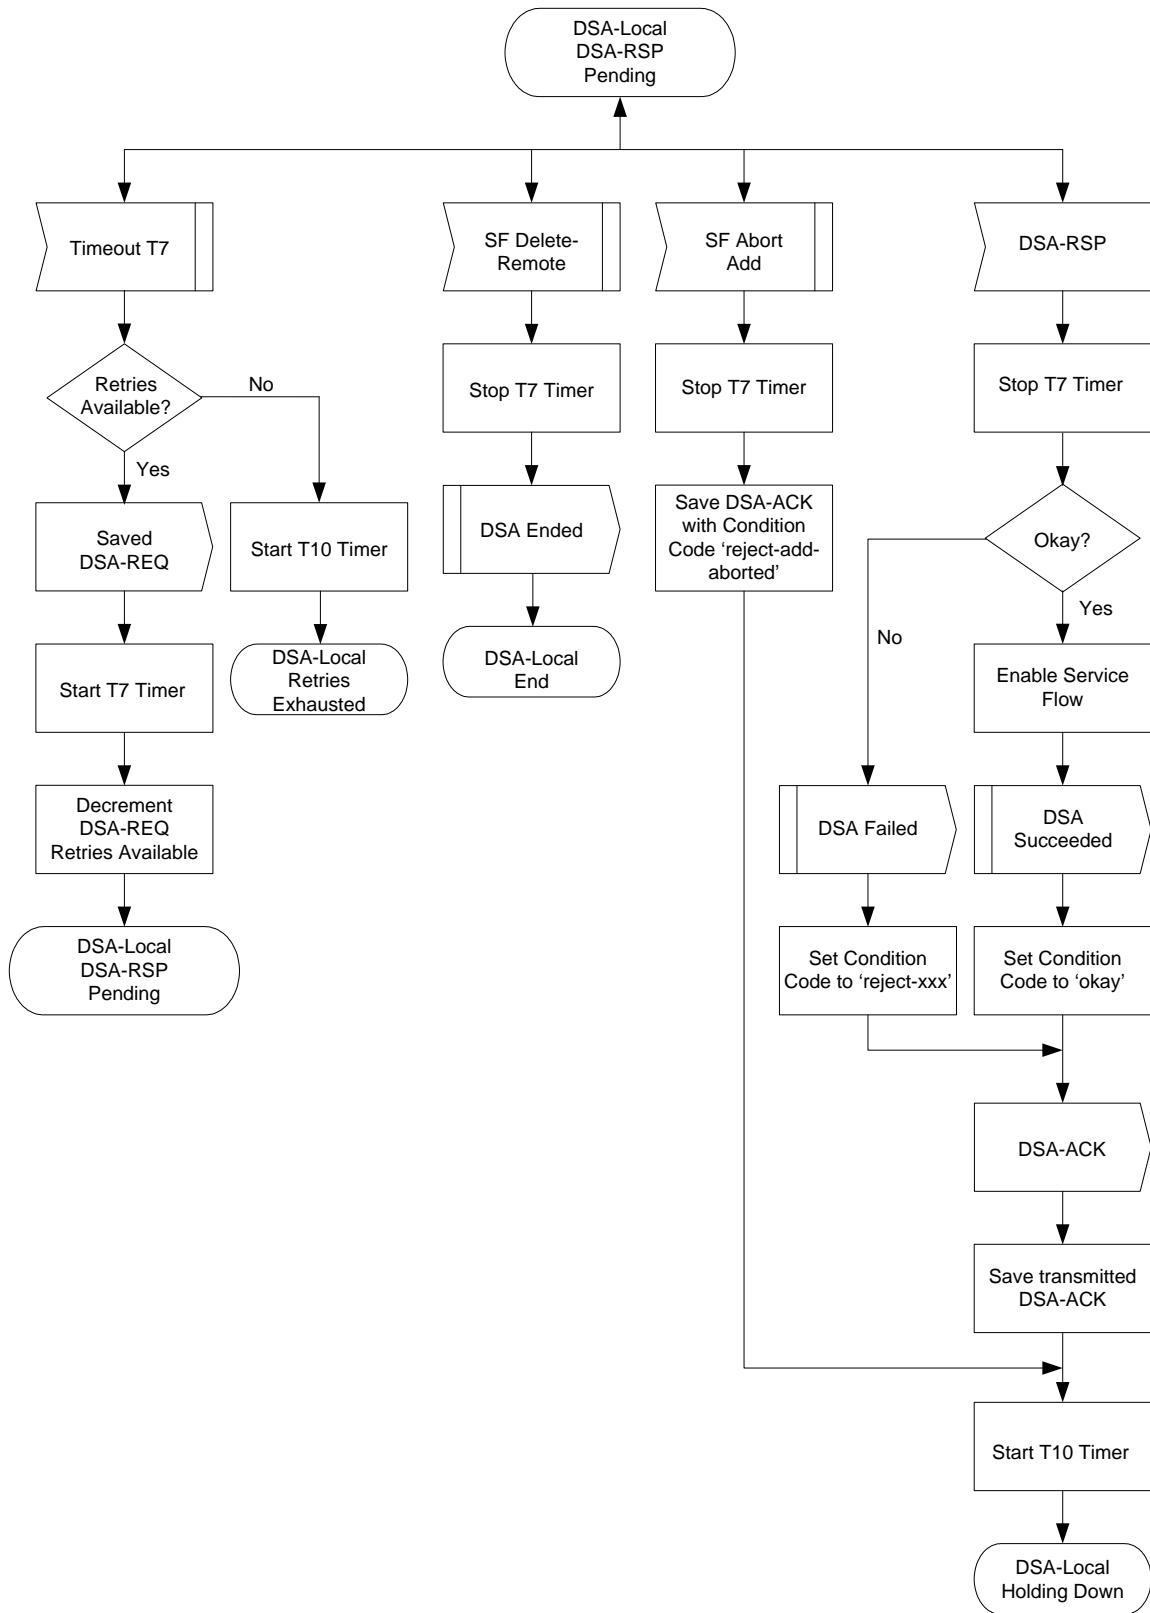 DSA-Local
DSA-RSP
Pending
Timeout T7
SF Delete-
Remote
SF Abort
Add
DSA-RSP
Retries
Available?
No
Yes
Stop T7 Timer
Stop T7 Timer
Stop T7 Timer
Saved
DSA-REQ
Start T10 Timer
DSA Ended
Save DSA-ACK
with Condition
Code ‘reject-add-
aborted’
Okay?
Yes
No
Start T7 Timer
DSA-Local
Retries
Exhausted
DSA-Local
End
Enable Service
Flow
Decrement
DSA-REQ
Retries Available
DSA Failed
DSA
Succeeded
DSA-Local
DSA-RSP
Pending
Set Condition
Code to ‘reject-xxx’
Set Condition
Code to ‘okay’
DSA-ACK
Save transmitted
DSA-ACK
Start T10 Timer
DSA-Local
Holding Down